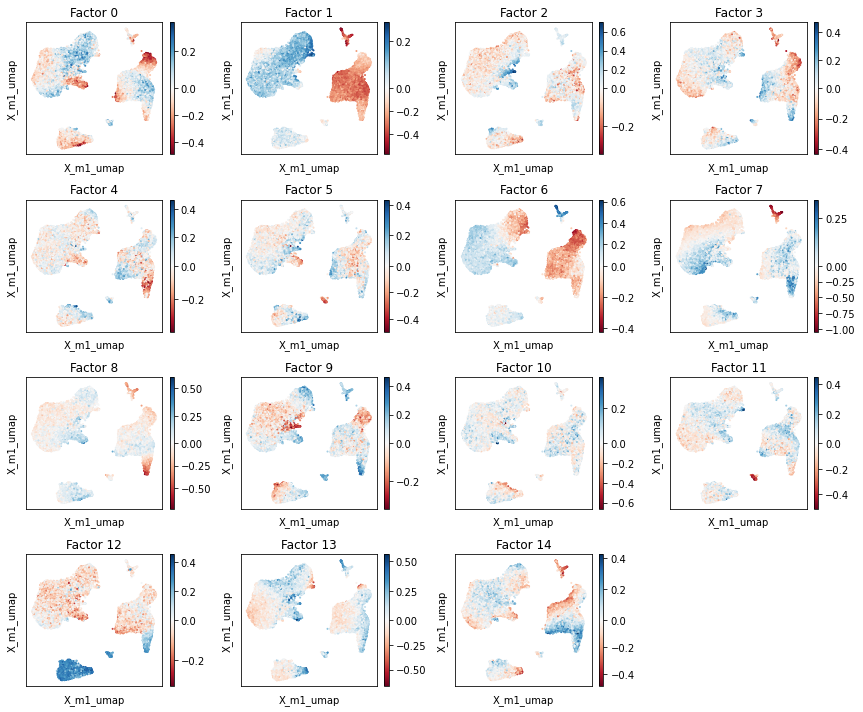 Factor 0
X_m1_umap
X_m1_umap
0.2
0.0
−0.2
−0.4
Factor 1
X_m1_umap
X_m1_umap
0.2
0.0
−0.2
−0.4
Factor 2
X_m1_umap
X_m1_umap
0.6
0.4
0.2
0.0
−0.2
Factor 3
X_m1_umap
X_m1_umap
0.4
0.2
0.0
−0.2
−0.4
Factor 4
X_m1_umap
X_m1_umap
0.4
0.2
0.0
−0.2
Factor 5
X_m1_umap
X_m1_umap
0.4
0.2
0.0
−0.2
−0.4
Factor 6
X_m1_umap
X_m1_umap
0.6
0.4
0.2
0.0
−0.2
−0.4
Factor 7
X_m1_umap
X_m1_umap
0.25
0.00
−0.25
−0.50
−0.75
−1.00
Factor 8
X_m1_umap
X_m1_umap
0.50
0.25
0.00
−0.25
−0.50
Factor 9
X_m1_umap
X_m1_umap
0.4
0.2
0.0
−0.2
Factor 10
X_m1_umap
X_m1_umap
0.2
0.0
−0.2
−0.4
−0.6
Factor 11
X_m1_umap
X_m1_umap
0.4
0.2
0.0
−0.2
−0.4
Factor 12
X_m1_umap
X_m1_umap
0.4
0.2
0.0
−0.2
Factor 13
X_m1_umap
X_m1_umap
0.50
0.25
0.00
−0.25
−0.50
Factor 14
X_m1_umap
X_m1_umap
0.4
0.2
0.0
−0.2
−0.4